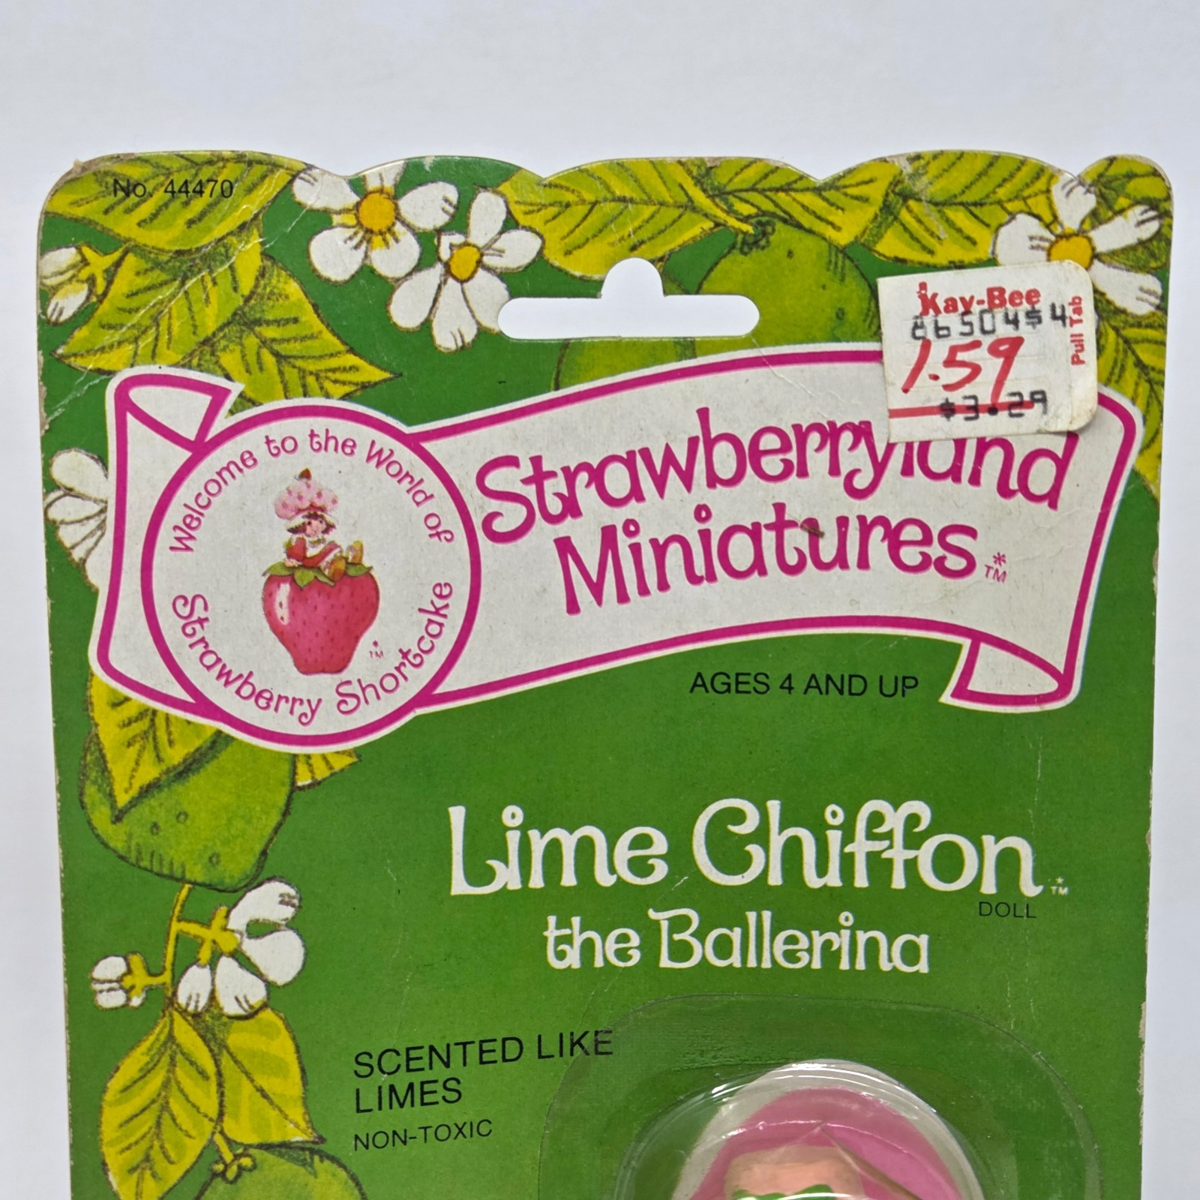 No. 44470
Kay-Bee
86504$4
Pull Tab
1.59
$3.29
Welcome to the World of
Strawberry Shortcake
TM
Strawberryland
Miniatures
*TM
AGES 4 AND UP
Lime Chiffon
*TM
DOLL
the Ballerina
SCENTED LIKE
LIMES
NON-TOXIC